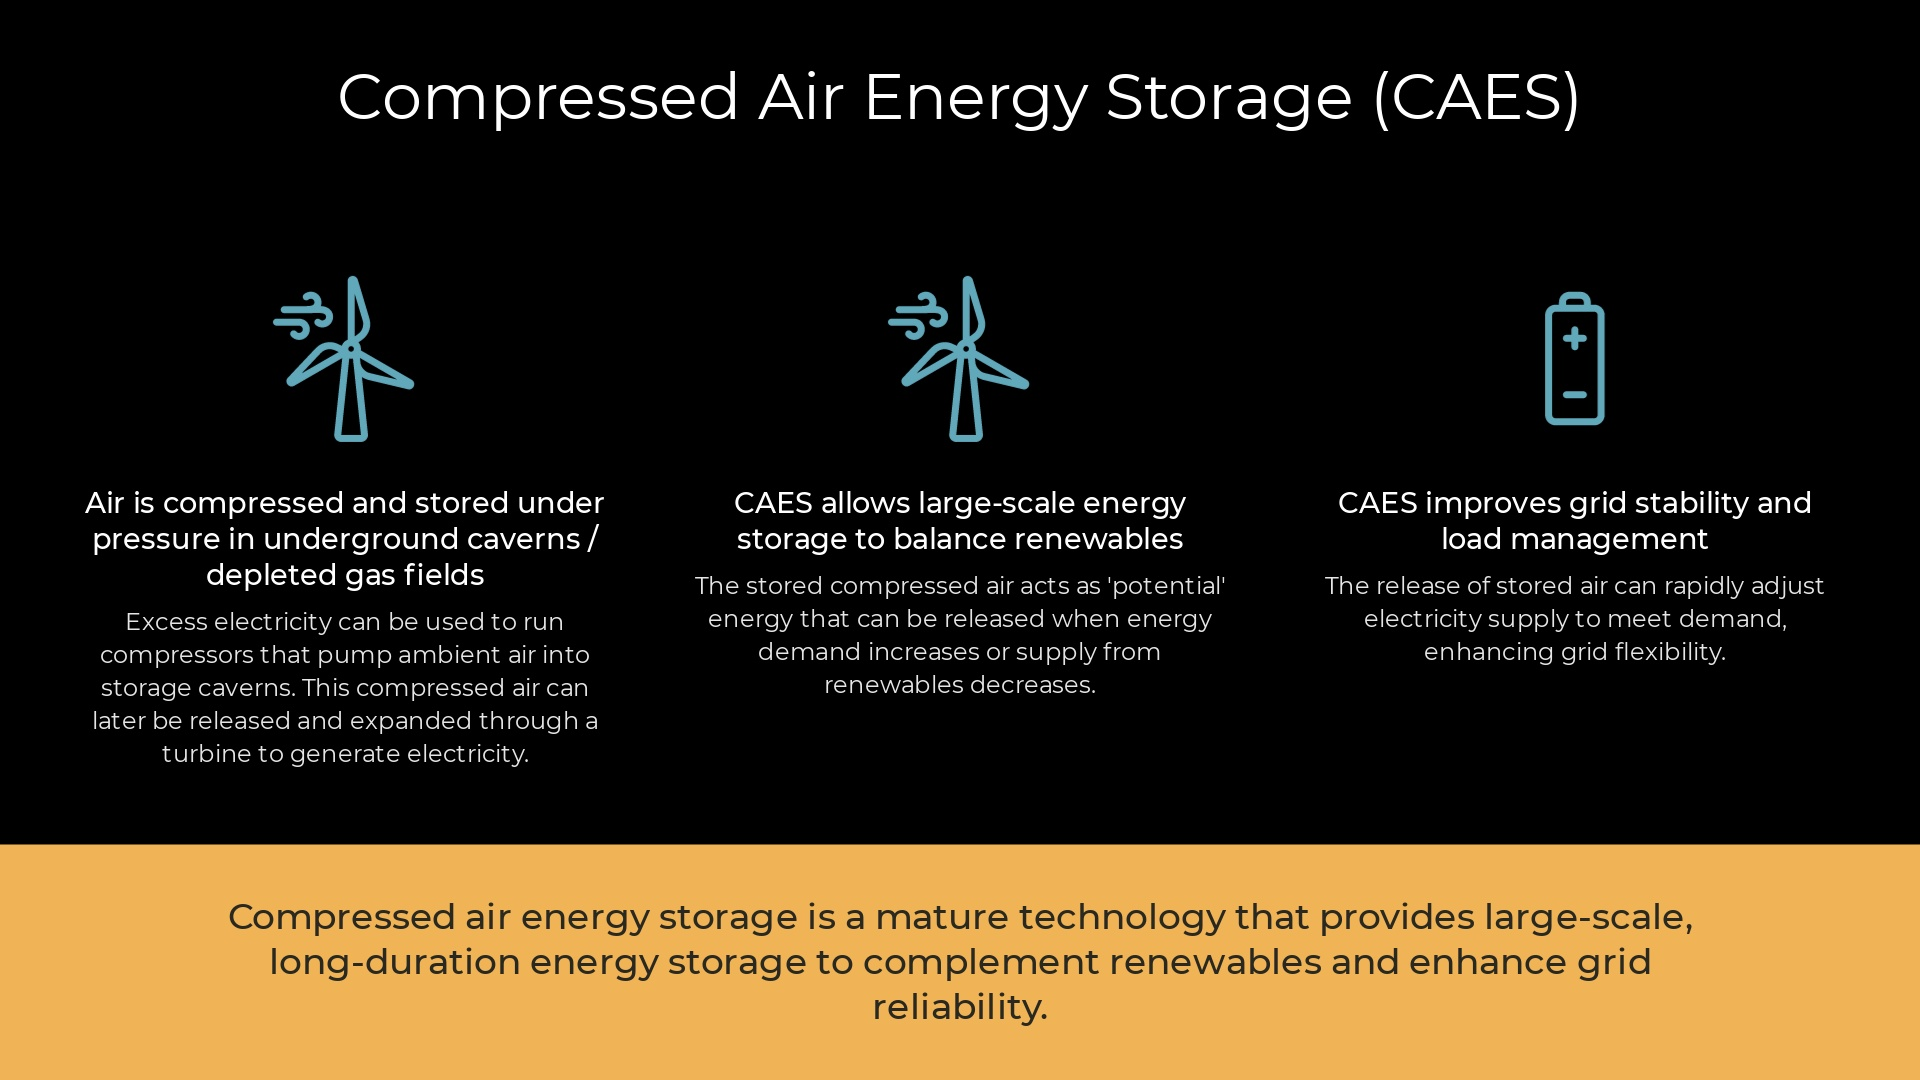 Compressed Air Energy Storage (CAES)
Air is compressed and stored under
pressure in underground caverns /
depleted gas fields
Excess electricity can be used to run
compressors that pump ambient air into
storage caverns. This compressed air can
later be released and expanded through a
turbine to generate electricity.
CAES allows large-scale energy
storage to balance renewables
The stored compressed air acts as 'potential'
energy that can be released when energy
demand increases or supply from
renewables decreases.
CAES improves grid stability and
load management
The release of stored air can rapidly adjust
electricity supply to meet demand,
enhancing grid flexibility.
Compressed air energy storage is a mature technology that provides large-scale,
long-duration energy storage to complement renewables and enhance grid
reliability.